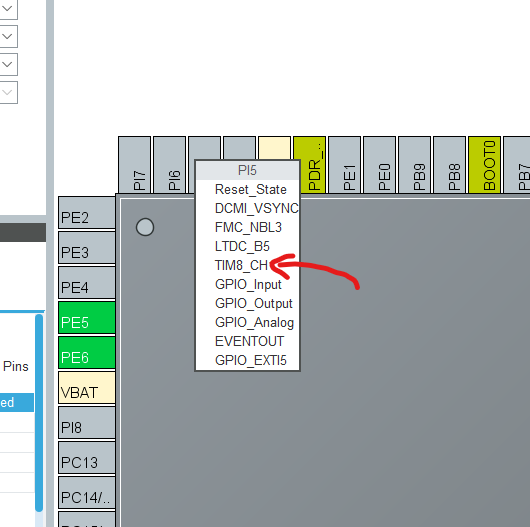 PI7
PI6
PDR_..
PE1
PE0
PB9
PB8
BOOT0
PB7
PI5
Reset_State
DCMI_VSYNC
FMC_NBL3
LTDC_B5
TIM8_CH
GPIO_Input
GPIO_Output
GPIO_Analog
EVENTOUT
GPIO_EXTI5
PE2
PE3
PE4
PE5
PE6
VBAT
PI8
PC13
PC14/..
Pins
ed